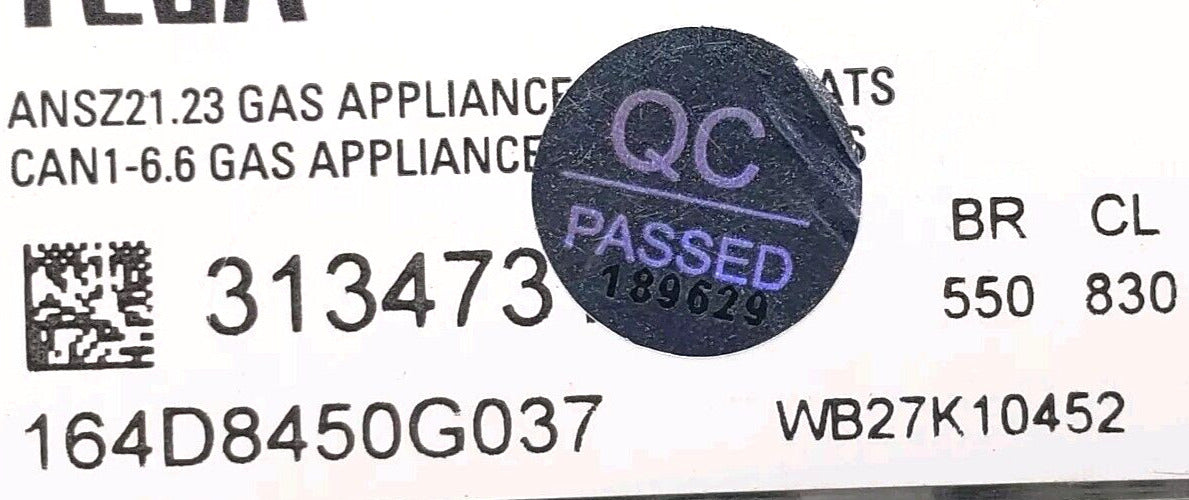 ANSZ21.23 GAS APPLIANCE
CAN1-6.6 GAS APPLIANCE
QC
PASSED
189629
BR CL
313473
550 830
164D8450G037
WB27K10452